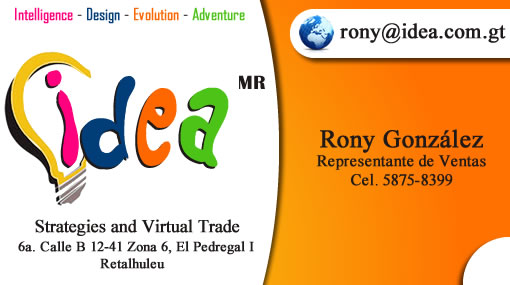 Intelligence - Design - Evolution - Adventure
idea MR
Strategies and Virtual Trade
6a. Calle B 12-41 Zona 6, El Pedregal I
Retalhuleu
rony@idea.com.gt
Rony González
Representante de Ventas
Cel. 5875-8399